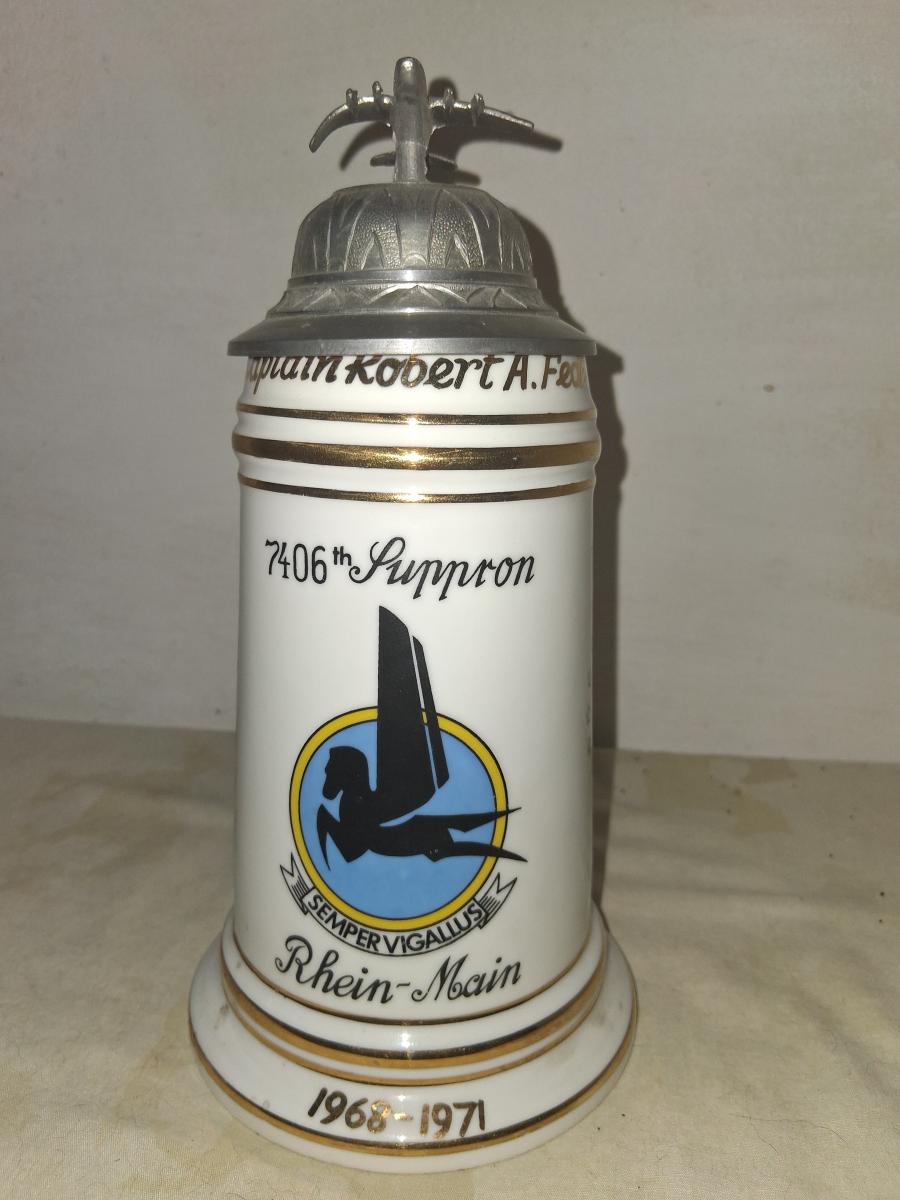 Robert A.
7406th Suppron
SEMPER VIGALLUS
Rhein-Main
1968-1971